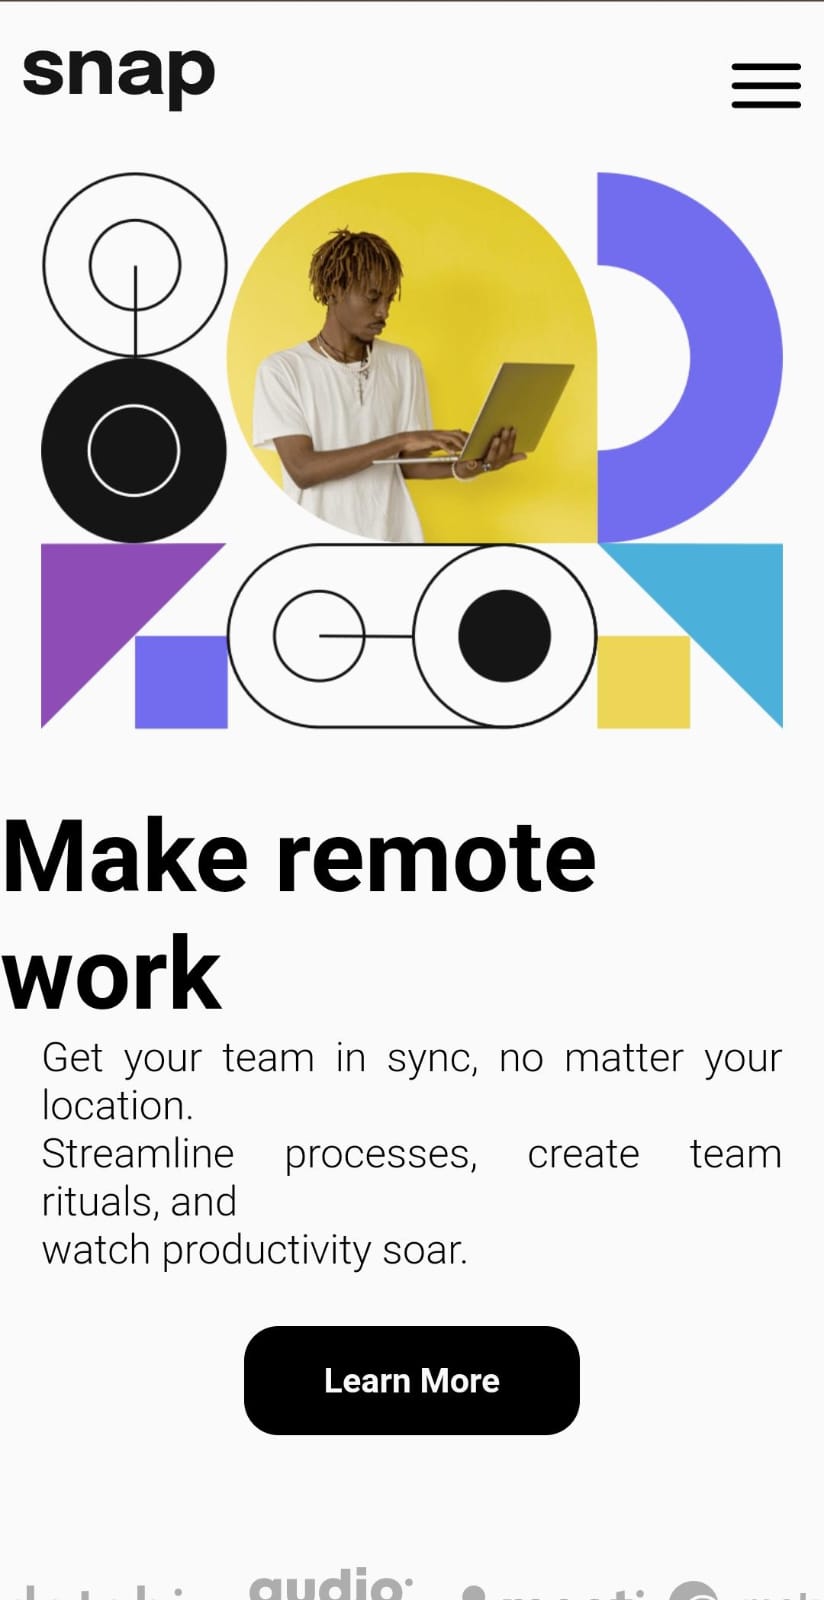 snap
Make remote
work
Get your team in sync, no matter your
location.
Streamline processes, create team
rituals, and
watch productivity soar.
Learn More
audio